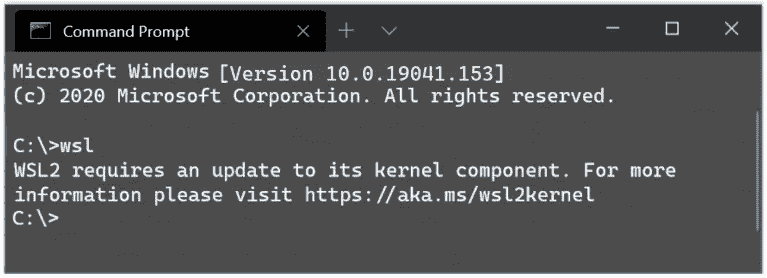 Command Prompt
Microsoft Windows [Version 10.0.19041.153]
(c) 2020 Microsoft Corporation. All rights reserved.
C:\>wsl
WSL2 requires an update to its kernel component. For more
information please visit https://aka.ms/wsl2kernel
C:\>